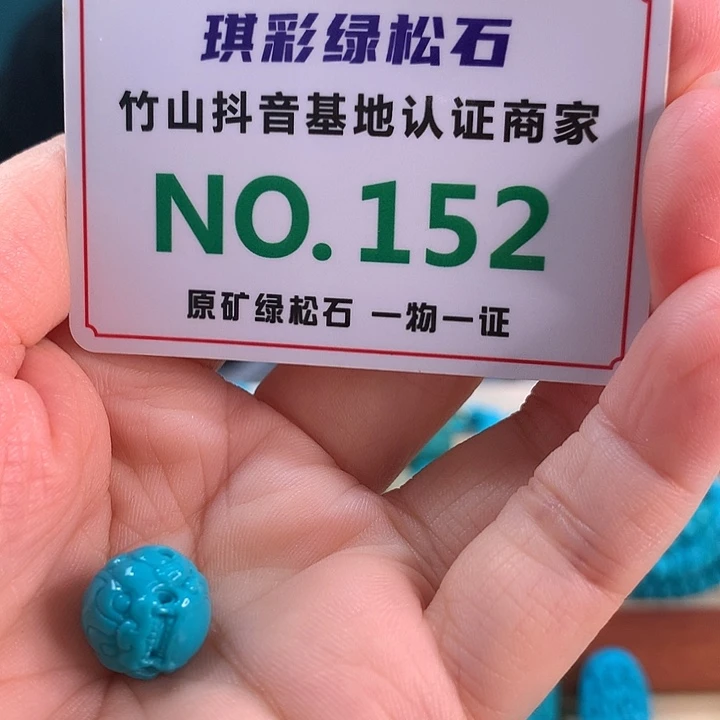 琪彩绿松石
竹山抖音基地认证商家
NO.152
原矿绿松石 一物一证